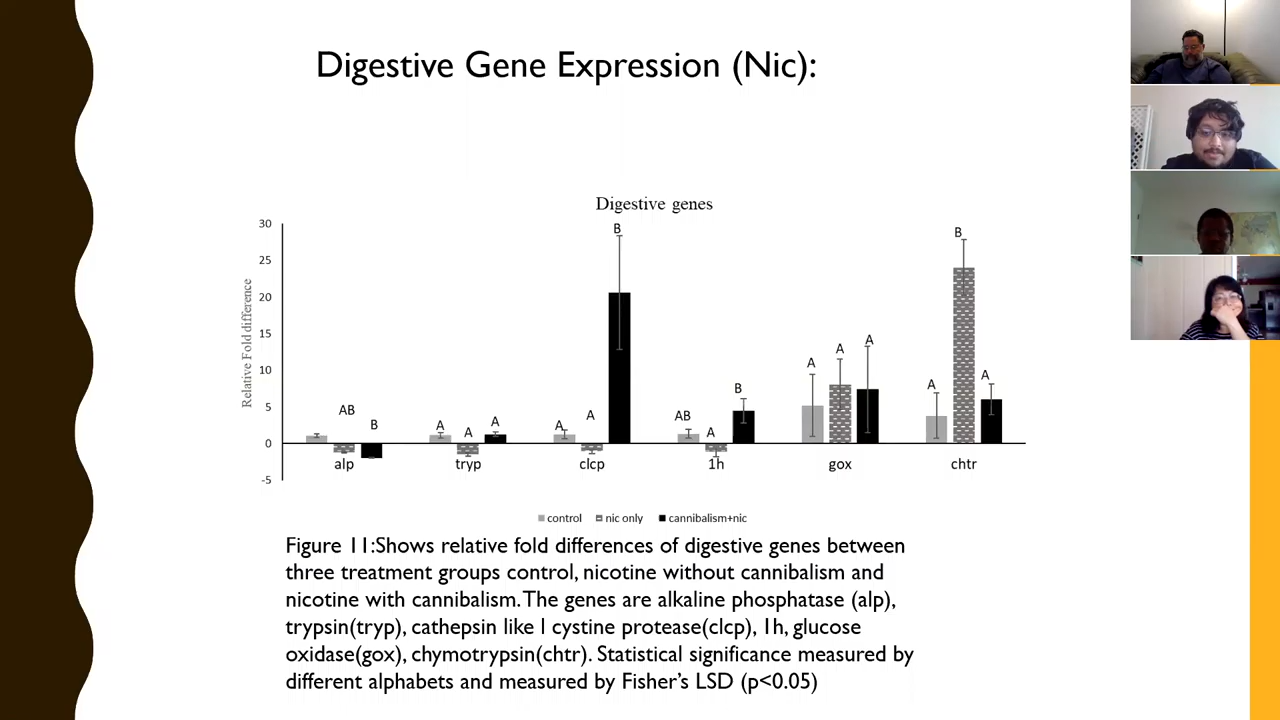 Digestive Gene Expression (Nic):
Digestive genes
Relative Fold difference
30
25
20
15
10
5
0
-5
AB
B
A
A
A
A
A
B
AB
A
B
A
A
A
A
B
A
alp
tryp
clcp
1h
gox
chtr
control
nic only
cannibalism+nic
Figure 11:Shows relative fold differences of digestive genes between
three treatment groups control, nicotine without cannibalism and
nicotine with cannibalism. The genes are alkaline phosphatase (alp),
trypsin(tryp), cathepsin like l cystine protease(clcp), 1h, glucose
oxidase(gox), chymotrypsin(chtr). Statistical significance measured by
different alphabets and measured by Fisher's LSD (p<0.05)